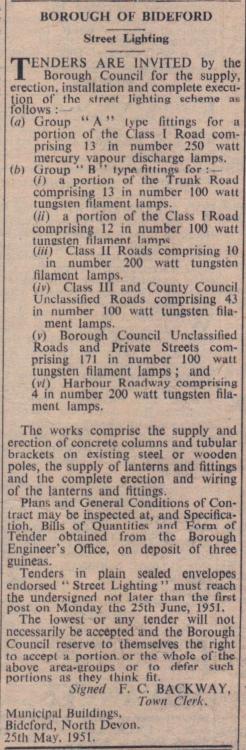 BOROUGH OF BIDEFORD
Street Lighting
TENDERS ARE INVITED by the
Borough Council for the supply,
erection, installation and complete execu-
tion of the street lighting scheme as
follows :—
(a) Group "A" type fittings for a
portion of the Class I Road com-
prising 13 in number 250 watt
mercury vapour discharge lamps.
(b) Group "B" type fittings for :—
(i) a portion of the Trunk Road
comprising 13 in number 100 watt
tungsten filament lamps.
(ii) a portion of the Class I Road
comprising 12 in number 100 watt
tungsten filament lamps
(iii) Class II Roads comprising 10
in number 200 watt tungsten
filament lamps.
(iv) Class III and County Council
Unclassified Roads comprising 43
in number 100 watt tungsten fila-
ment lamps.
(v) Borough Council Unclassified
Roads and Private Streets com-
prising 171 in number 100 watt
tungsten filament lamps ; and
(vi) Harbour Roadway comprising
4 in number 200 watt tungsten fila-
ment lamps.
The works comprise the supply and
erection of concrete columns and tubular
brackets on existing steel or wooden
poles, the supply of lanterns and fittings
and the complete erection and wiring
of the lanterns and fittings.
Plans and General Conditions of Con-
tract may be inspected at, and Specifica-
tion, Bills of Quantities and Form of
Tender obtained from the Borough
Engineer's Office, on deposit of three
guineas.
Tenders in plain sealed envelopes
endorsed "Street Lighting" must reach
the undersigned not later than the first
post on Monday the 25th June, 1951.
The lowest or any tender will not
necessarily be accepted and the Borough
Council reserve to themselves the right
to accept a portion or the whole of the
above area-groups or to defer such
portions as they think fit.
Signed F. C. BACKWAY,
Town Clerk.
Municipal Buildings,
Bideford, North Devon.
25th May, 1951.